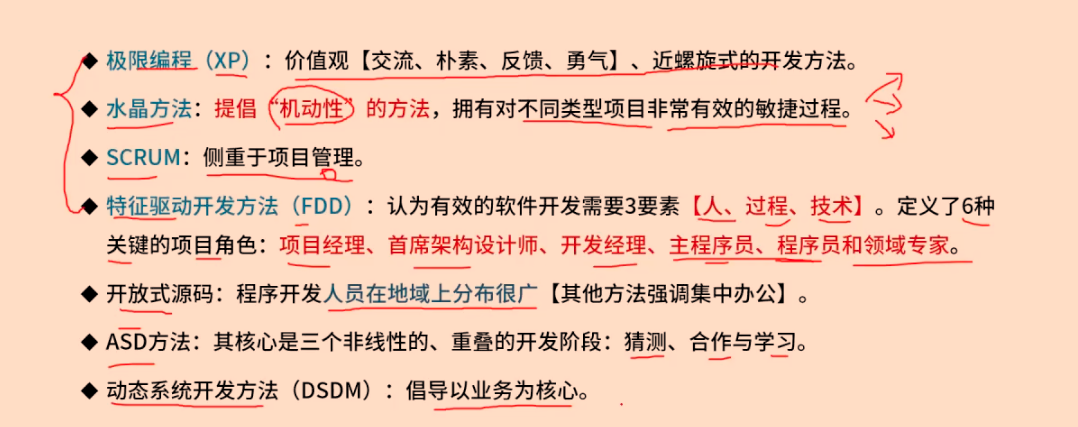 ◆ 极限编程（XP）：价值观【交流、朴素、反馈、勇气】、近螺旋式的开发方法。
◆ 水晶方法：提倡“机动性”的方法，拥有对不同类型项目非常有效的敏捷过程。
◆ SCRUM：侧重于项目管理。
◆ 特征驱动开发方法（FDD）：认为有效的软件开发需要3要素【人、过程、技术】。定义了6种
关键的项目角色：项目经理、首席架构设计师、开发经理、主程序员、程序员和领域专家。
◆ 开放式源码：程序开发人员在地域上分布很广【其他方法强调集中办公】。
◆ ASD方法：其核心是三个非线性的、重叠的开发阶段：猜测、合作与学习。
◆ 动态系统开发方法（DSDM）：倡导以业务为核心。